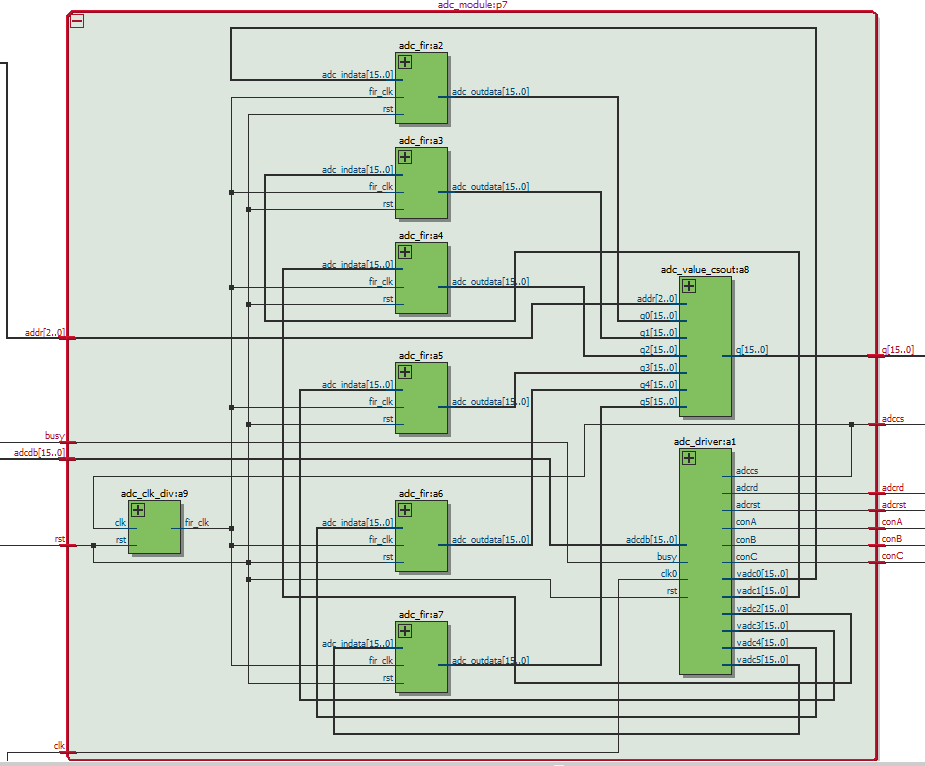 adc_module:p7
adc_fir:a2
adc_indata[15..0]
fir_clk
rst
adc_outdata[15..0]
adc_fir:a3
adc_indata[15..0]
fir_clk
rst
adc_outdata[15..0]
adc_fir:a4
adc_indata[15..0]
fir_clk
rst
adc_outdata[15..0]
adc_value_csout:a8
addr[2..0]
q0[15..0]
q1[15..0]
q2[15..0]
q3[15..0]
q4[15..0]
q5[15..0]
q[15..0]
q[15..0]
addr[2..0]
adc_fir:a5
adc_indata[15..0]
fir_clk
rst
adc_outdata[15..0]
adccs
busy
adcdb[15..0]
adc_driver:a1
adcdb[15..0]
busy
clk0
rst
adccs
adcrd
adcrst
conA
conB
conC
vadc0[15..0]
vadc1[15..0]
vadc2[15..0]
vadc3[15..0]
vadc4[15..0]
vadc5[15..0]
adcrd
adcrst
conA
conB
conC
adc_clk_div:a9
clk
rst
fir_clk
rst
adc_fir:a6
adc_indata[15..0]
fir_clk
rst
adc_outdata[15..0]
adc_fir:a7
adc_indata[15..0]
fir_clk
rst
adc_outdata[15..0]
clk